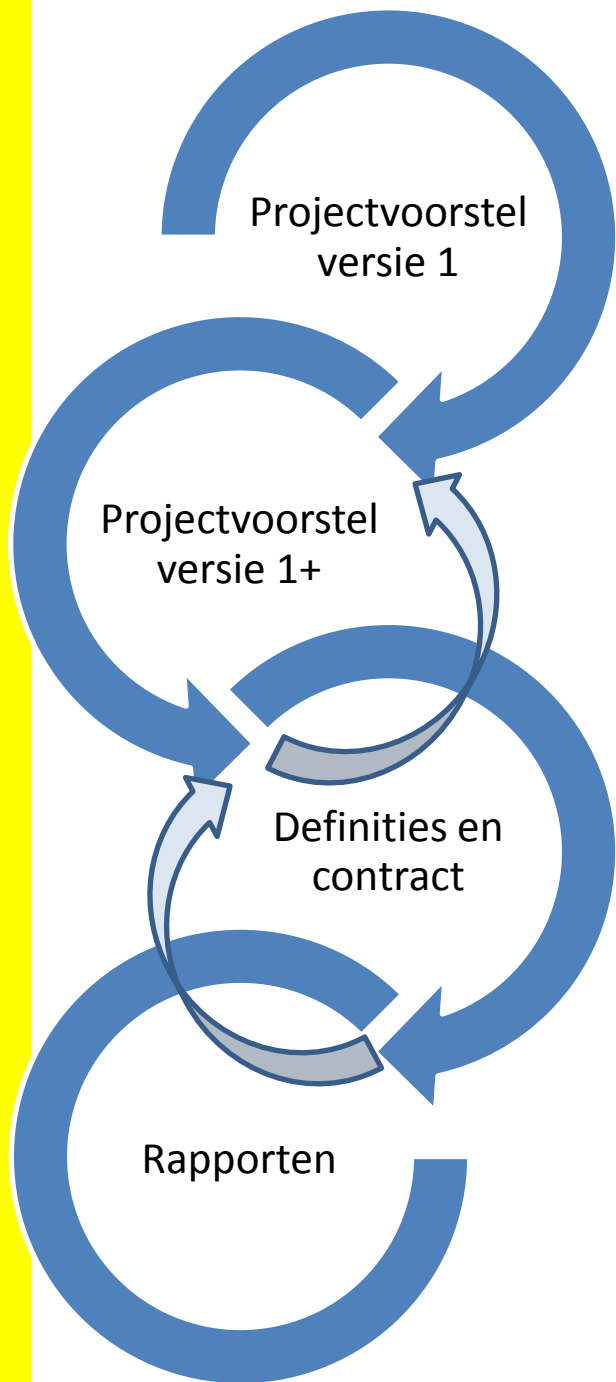 Projectvoorstel
versie 1
Projectvoorstel
versie 1+
Definities en
contract
Rapporten